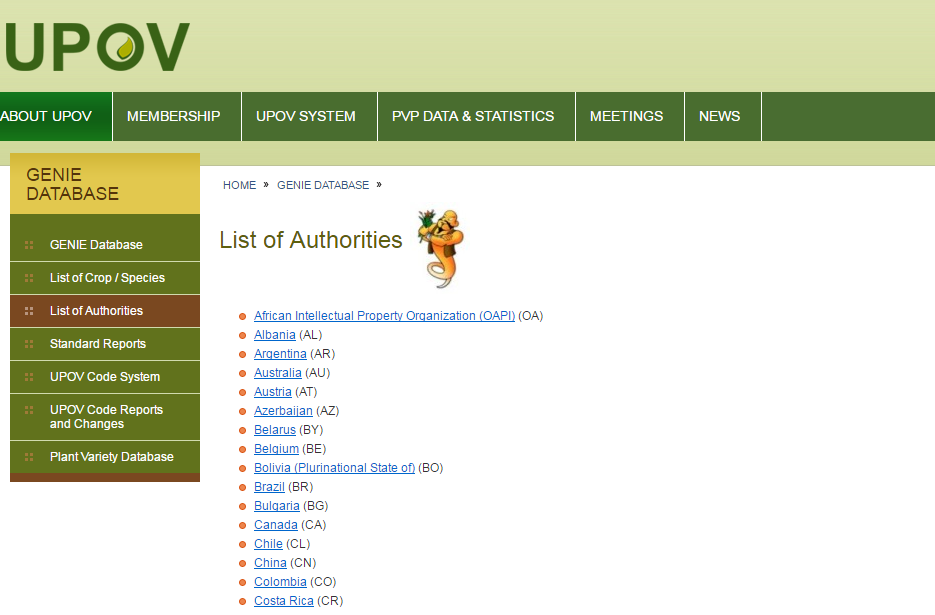 UPOV
ABOUT UPOV MEMBERSHIP UPOV SYSTEM PVP DATA & STATISTICS MEETINGS NEWS
GENIE
DATABASE
GENIE Database
List of Crop / Species
List of Authorities
Standard Reports
UPOV Code System
UPOV Code Reports
and Changes
Plant Variety Database
HOME » GENIE DATABASE »
List of Authorities
African Intellectual Property Organization (OAPI) (OA)
Albania (AL)
Argentina (AR)
Australia (AU)
Austria (AT)
Azerbaijan (AZ)
Belarus (BY)
Belgium (BE)
Bolivia (Plurinational State of) (BO)
Brazil (BR)
Bulgaria (BG)
Canada (CA)
Chile (CL)
China (CN)
Colombia (CO)
Costa Rica (CR)